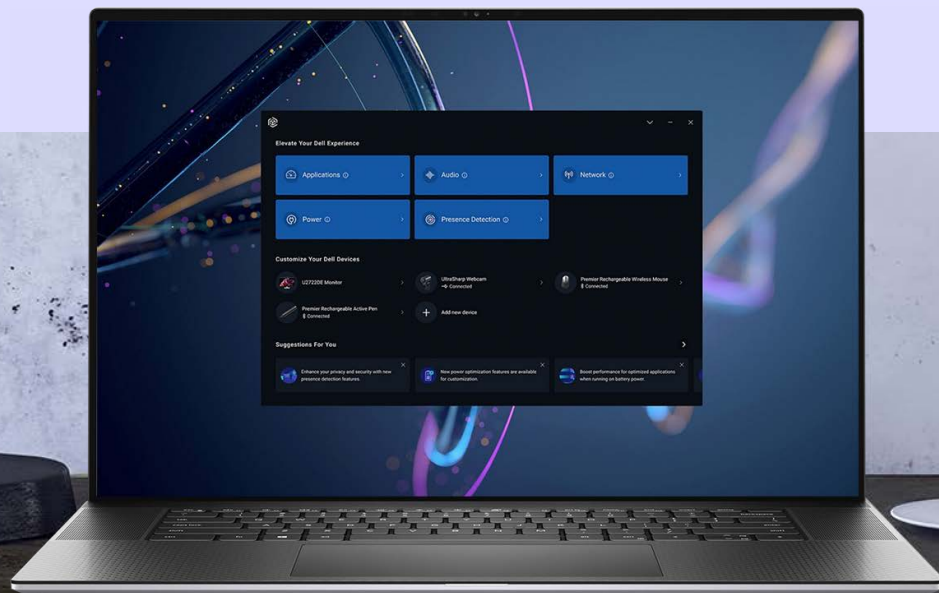 Elevate Your Dell Experience
Applications
Audio
Network
Power
Presence Detection
Customize Your Dell Devices
U2722DE Monitor
UltraSharp Webcam
Connected
Premier Rechargeable Wireless Mouse
Connected
Premier Rechargeable Active Pen
Connected
Add new device
Suggestions For You
Enhance your privacy and security with new
presence detection features.
New power optimization features are available
for customization.
Boost performance for optimized applications
when running on battery power.